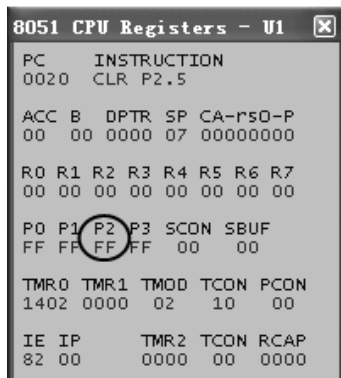 8051 CPU Registers - U1
PC INSTRUCTION
0020 CLR P2.5
ACC B DPTR SP CA-rsO-P
00 00 0000 07 00000000
R0 R1 R2 R3 R4 R5 R6 R7
00 00 00 00 00 00 00 00
P0 P1 P2 P3 SCON SBUF
FF FF FF FF 00 00
TMR0 TMR1 TMOD TCON PCON
1402 0000 02 10 00
IE IP TMR2 TCON RCAP
82 00 0000 00 0000